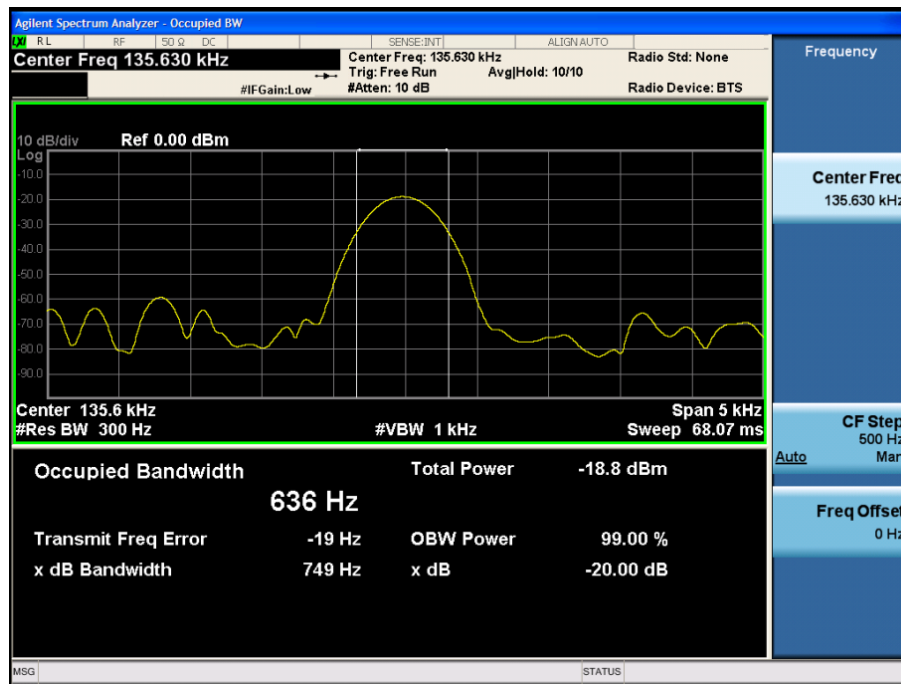 Agilent Spectrum Analyzer - Occupied BW
LXI RL RF 50 Ω DC SENSE:INT ALIGN AUTO
Center Freq 135.630 kHz
Center Freq: 135.630 kHz Radio Std: None
Trig: Free Run Avg|Hold: 10/10
#IFGain:Low #Atten: 10 dB Radio Device: BTS
10 dB/div Ref 0.00 dBm
Log
-10.0
-20.0
-30.0
-40.0
-50.0
-60.0
-70.0
-80.0
-90.0
Center 135.6 kHz Span 5 kHz
#Res BW 300 Hz #VBW 1 kHz Sweep 68.07 ms
Occupied Bandwidth Total Power -18.8 dBm
636 Hz
Transmit Freq Error -19 Hz OBW Power 99.00 %
x dB Bandwidth 749 Hz x dB -20.00 dB
MSG STATUS
Frequency
Center Freq
135.630 kHz
CF Step
500 Hz
Auto Man
Freq Offset
0 Hz